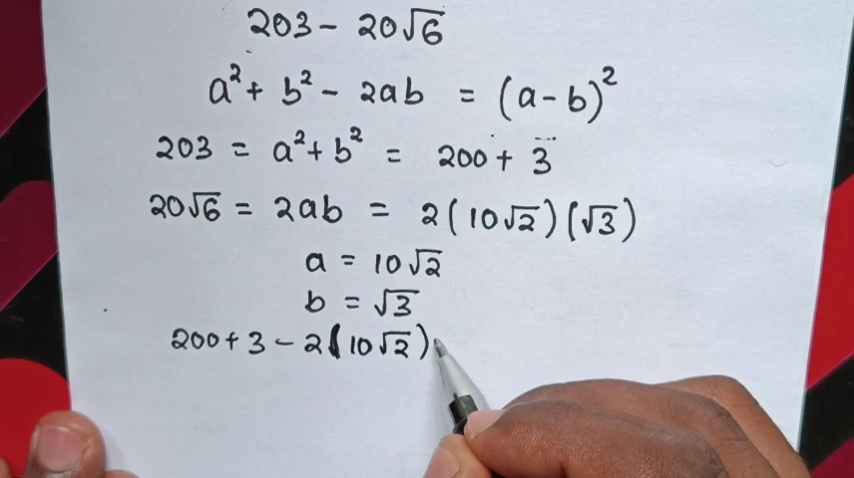 203 - 20√6
a² + b² - 2ab = (a - b)²
203 = a² + b² = 200 + 3
20√6 = 2ab = 2(10√2)(√3)
a = 10√2
b = √3
200 + 3 - 2(10√2)